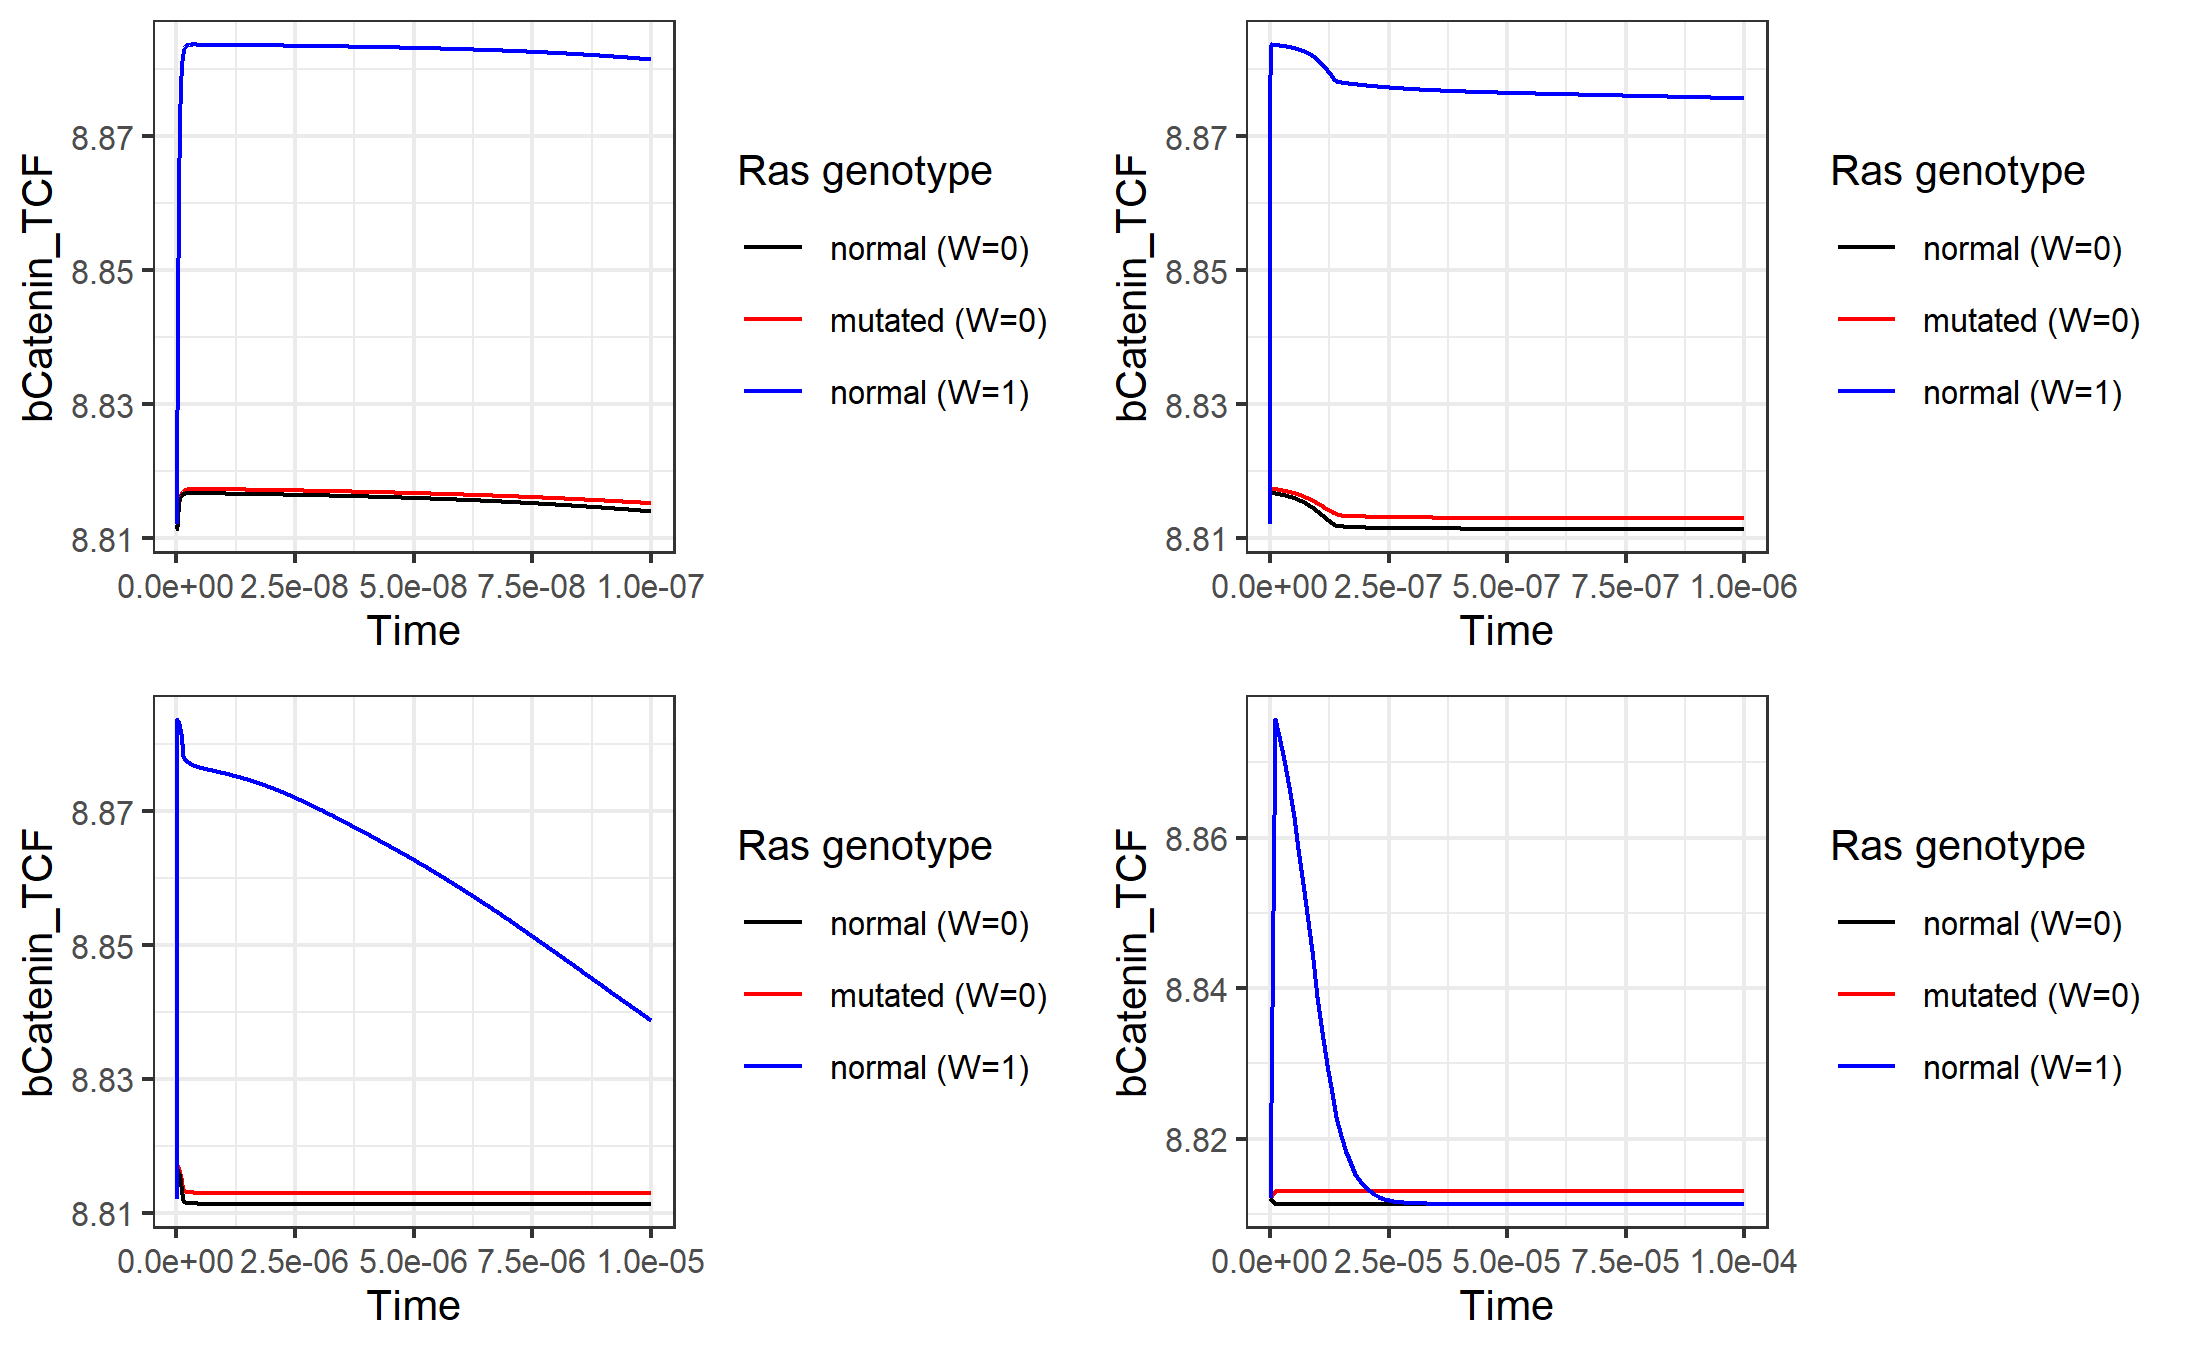 bCatenin_TCF
8.87
8.85
8.83
8.81
0.0e+00 2.5e-08 5.0e-08 7.5e-08 1.0e-07
Time
Ras genotype
normal (W=0)
mutated (W=0)
normal (W=1)
bCatenin_TCF
8.87
8.85
8.83
8.81
0.0e+00 2.5e-07 5.0e-07 7.5e-07 1.0e-06
Time
Ras genotype
normal (W=0)
mutated (W=0)
normal (W=1)
bCatenin_TCF
8.87
8.85
8.83
8.81
0.0e+00 2.5e-06 5.0e-06 7.5e-06 1.0e-05
Time
Ras genotype
normal (W=0)
mutated (W=0)
normal (W=1)
bCatenin_TCF
8.86
8.84
8.82
0.0e+00 2.5e-05 5.0e-05 7.5e-05 1.0e-04
Time
Ras genotype
normal (W=0)
mutated (W=0)
normal (W=1)